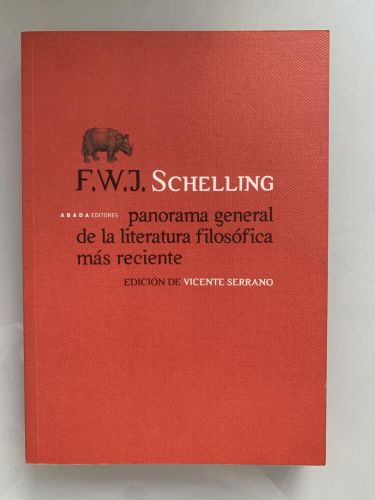 F.W.J. SCHELLING
ABADA EDITORES panorama general
de la literatura filosófica
más reciente
EDICIÓN DE VICENTE SERRANO